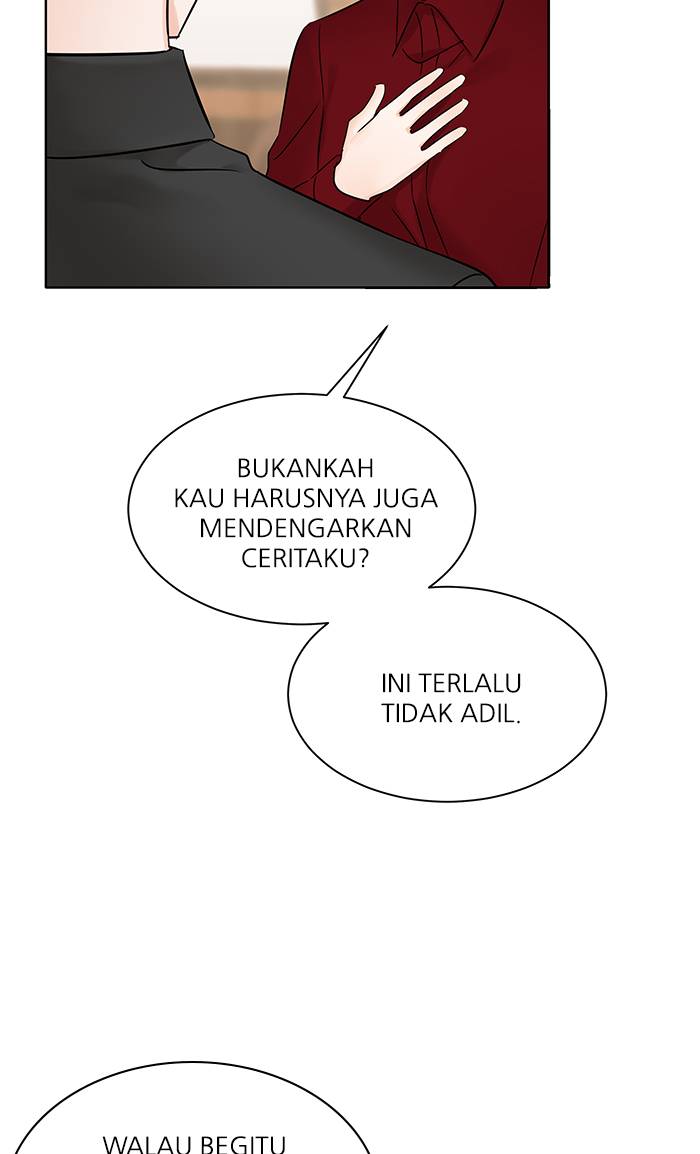 BUKANKAH
KAU HARUSNYA JUGA
MENDENGARKAN
CERITAKU?
INI TERLALU
TIDAK ADIL.
WALAU BEGITU